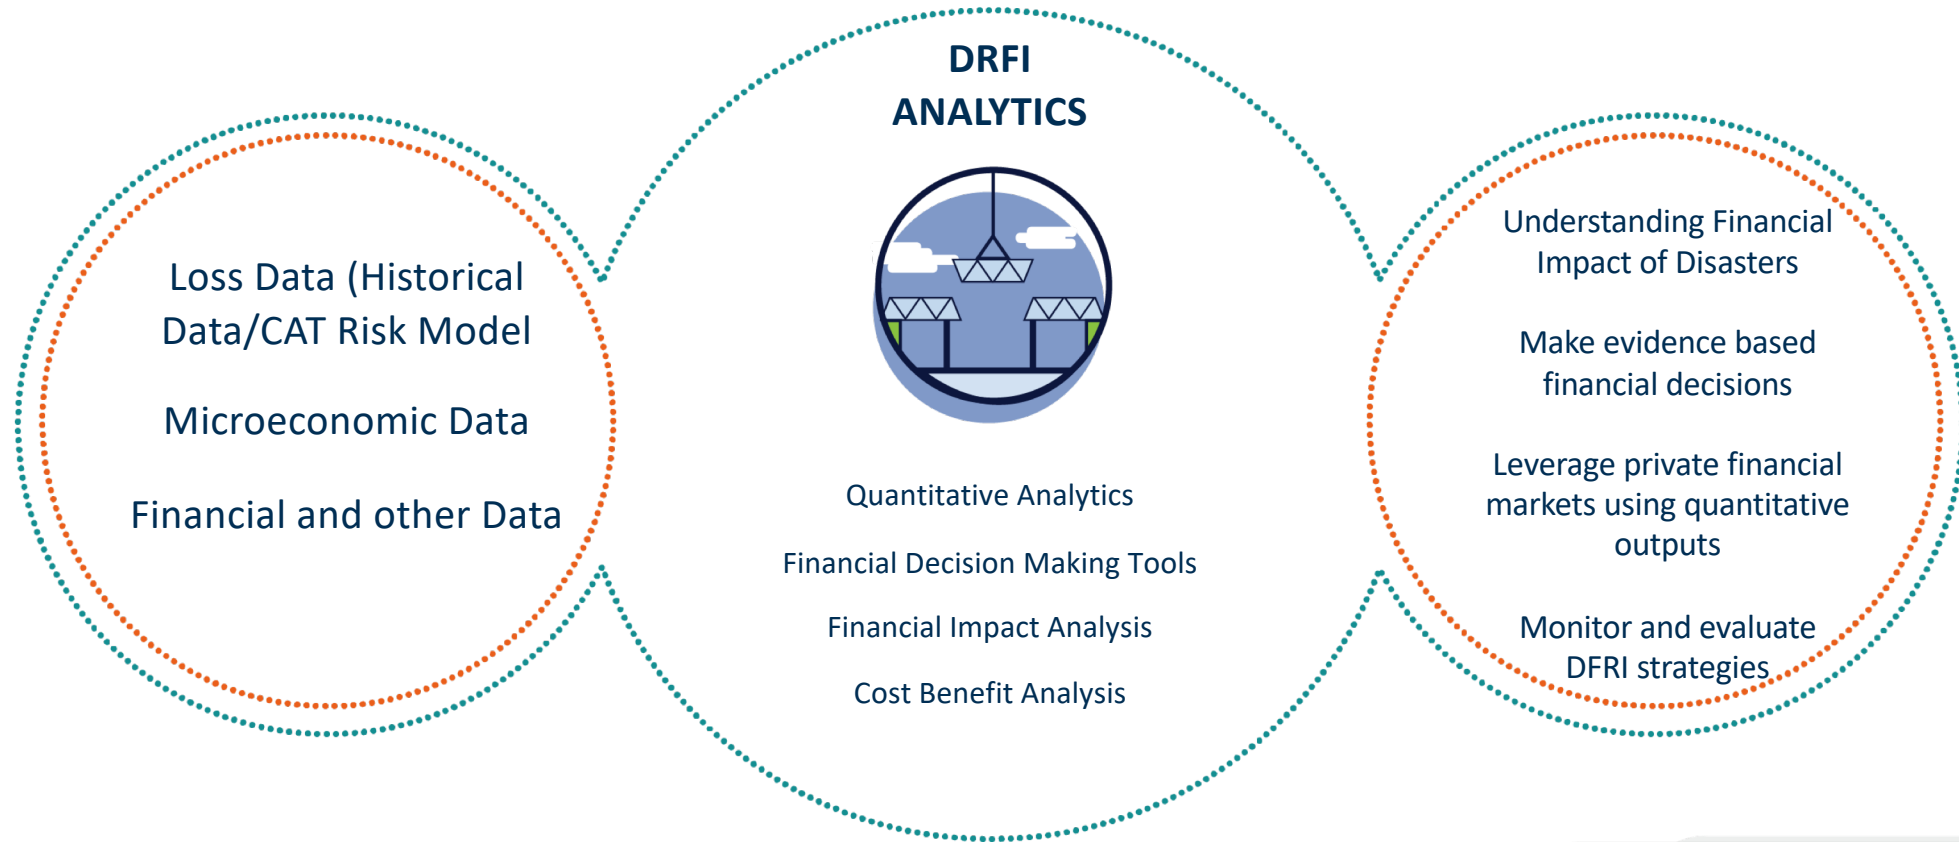 DRFI
ANALYTICS
Loss Data (Historical
Data/CAT Risk Model
Microeconomic Data
Financial and other Data
Quantitative Analytics
Financial Decision Making Tools
Financial Impact Analysis
Cost Benefit Analysis
Understanding Financial
Impact of Disasters
Make evidence based
financial decisions
Leverage private financial
markets using quantitative
outputs
Monitor and evaluate
DFRI strategies